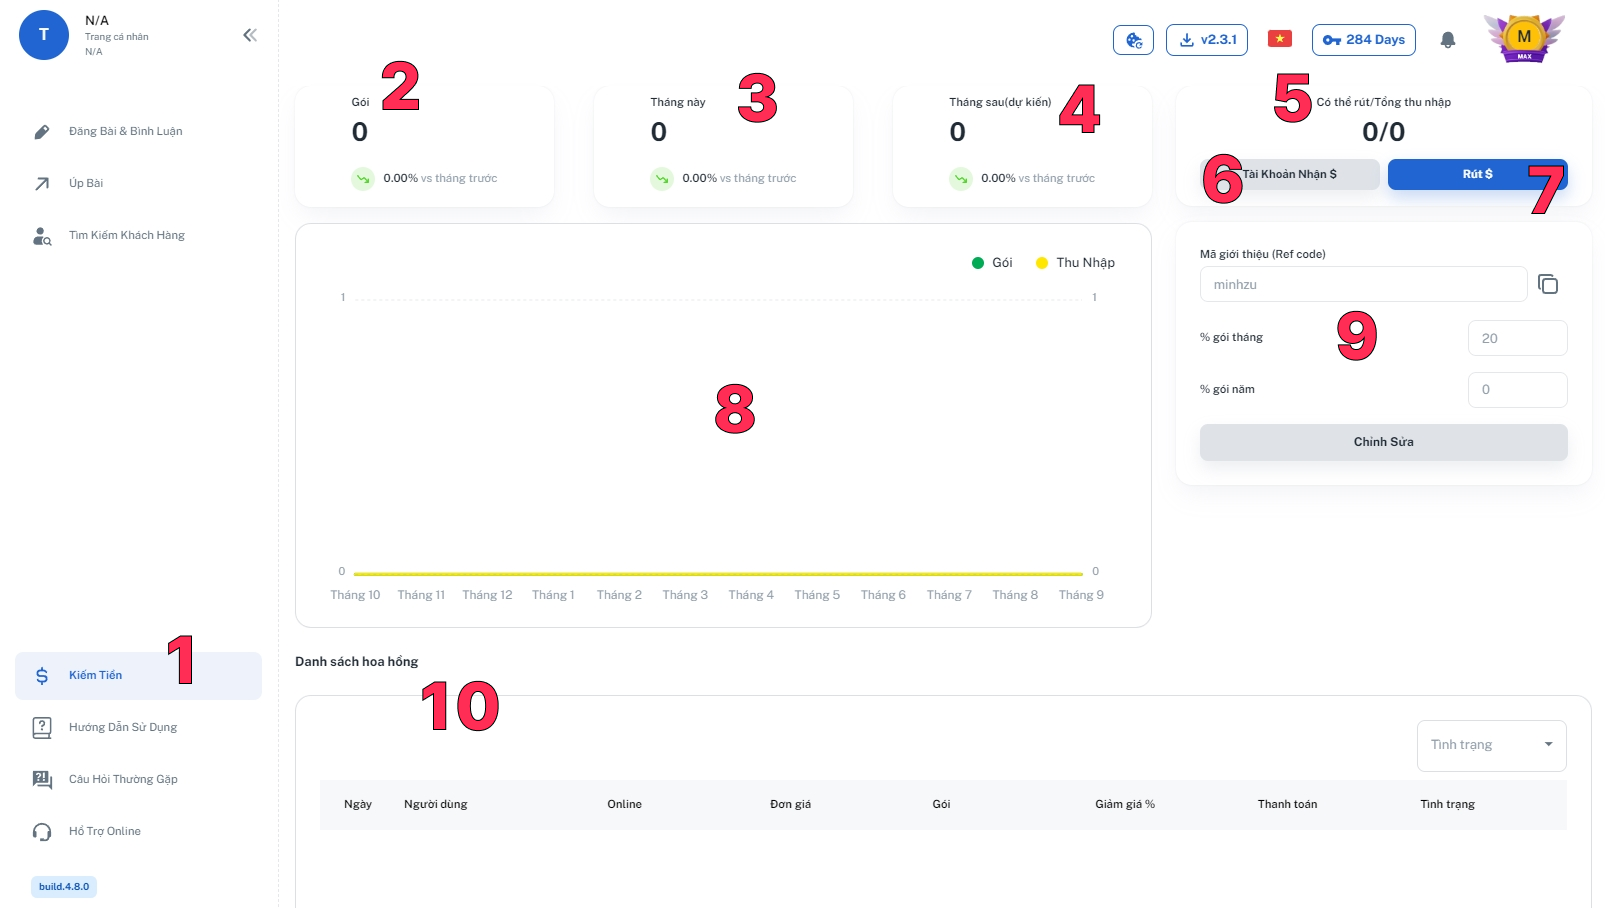 T
N/A
Trang cá nhân
N/A
Đăng Bài & Bình Luận
Úp Bài
Tìm Kiếm Khách Hàng
Kiếm Tiền
1
Hướng Dẫn Sử Dụng
Câu Hỏi Thường Gặp
Hỗ Trợ Online
build.4.8.0
v2.3.1
284 Days
M
MAX
Gói
2
0
0.00% vs tháng trước
Tháng này
3
0
0.00% vs tháng trước
Tháng sau(dự kiến)
4
0
0.00% vs tháng trước
5
Có thể rút/Tổng thu nhập
0/0
6
Tài Khoản Nhận $
Rút $
7
Gói
Thu Nhập
1
1
8
0
0
Tháng 10 Tháng 11 Tháng 12 Tháng 1 Tháng 2 Tháng 3 Tháng 4 Tháng 5 Tháng 6 Tháng 7 Tháng 8 Tháng 9
Mã giới thiệu (Ref code)
minhzu
9
% gói tháng
20
% gói năm
0
Chỉnh Sửa
Danh sách hoa hồng
10
Tình trạng
Ngày Người dùng Online Đơn giá Gói Giảm giá % Thanh toán Tình trạng